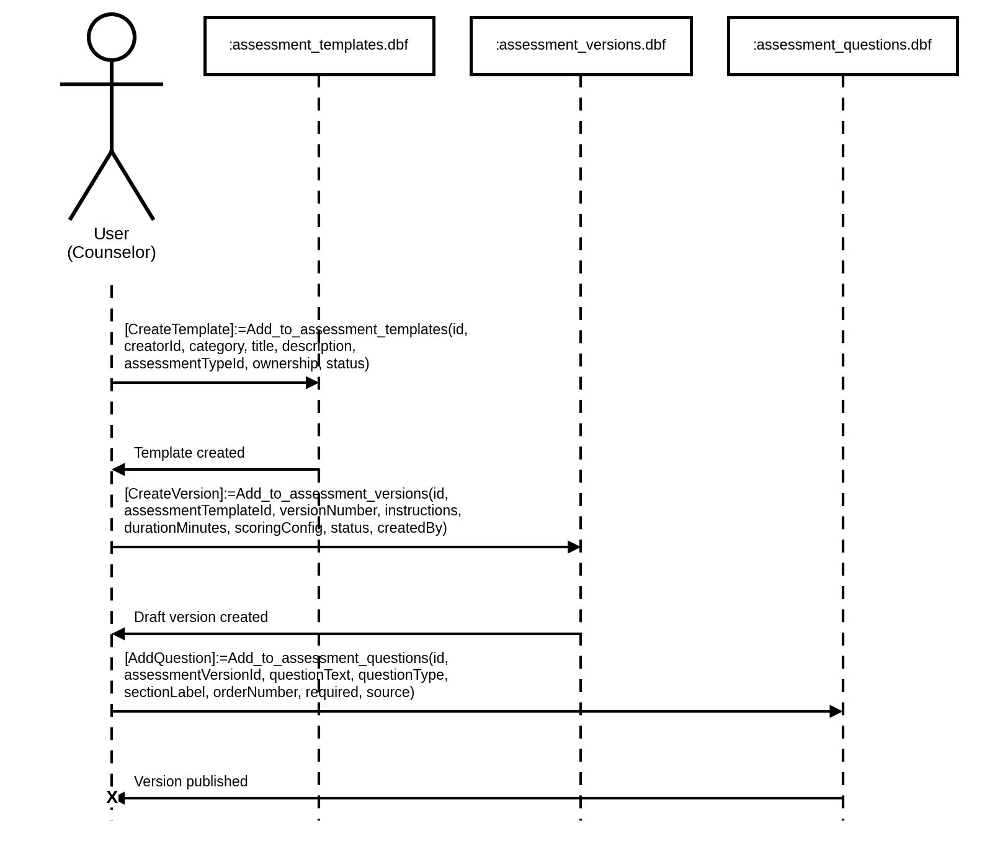 :assessment_templates.dbf
:assessment_versions.dbf
:assessment_questions.dbf
User
(Counselor)
[CreateTemplate]:=Add_to_assessment_templates(id,
creatorId, category, title, description,
assessmentTypeId, ownership, status)
Template created
[CreateVersion]:=Add_to_assessment_versions(id,
assessmentTemplateId, versionNumber, instructions,
durationMinutes, scoringConfig, status, createdBy)
Draft version created
[AddQuestion]:=Add_to_assessment_questions(id,
assessmentVersionId, questionText, questionType,
sectionLabel, orderNumber, required, source)
Version published
X